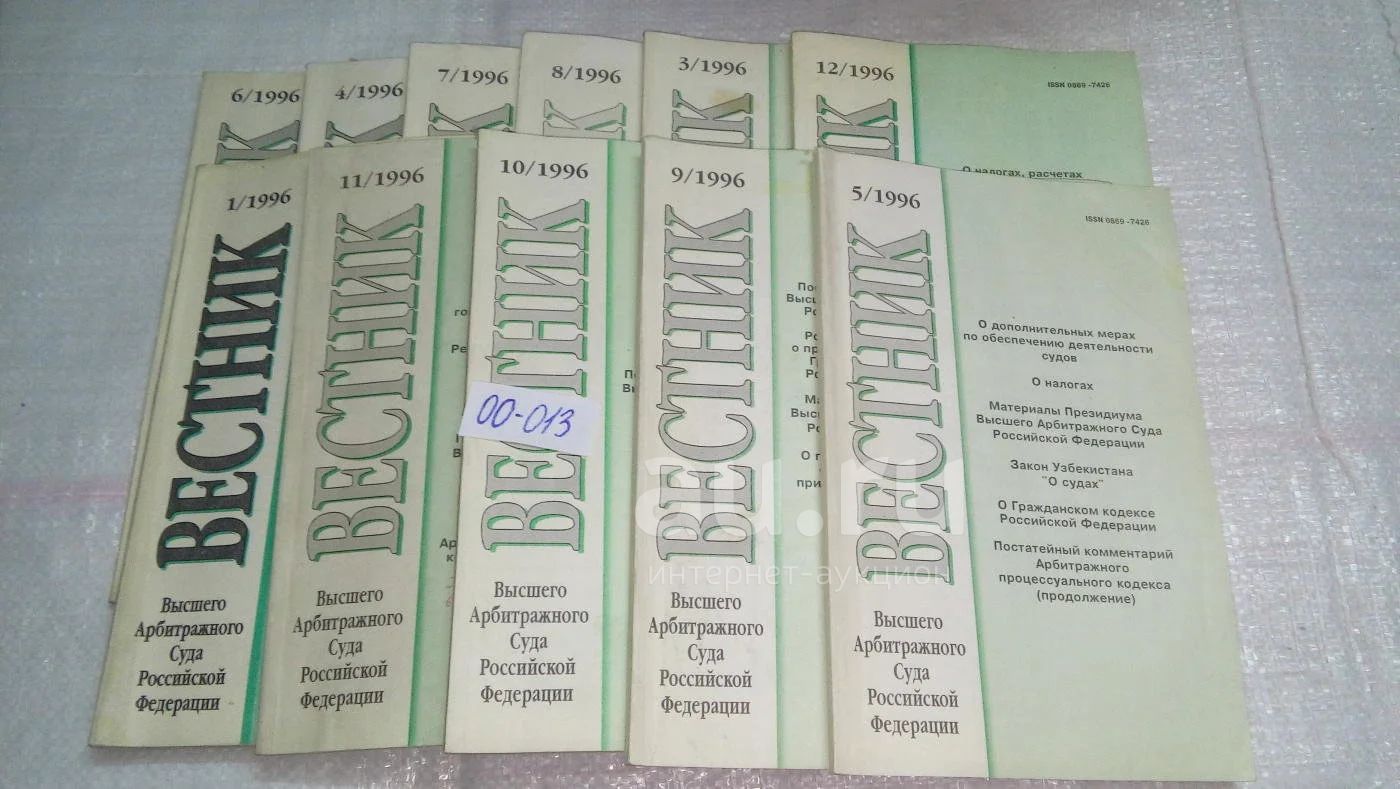 6/1996
4/1996
7/1996
8/1996
3/1996
12/1996
ISSN 0869-7426
О налогах, расчетах
1/1996
ВЕСТНИК
Высшего
Арбитражного
Суда
Российской
Федерации
11/1996
ВЕСТНИК
Высшего
Арбитражного
Суда
Российской
Федерации
10/1996
ВЕСТНИК
00-013
Высшего
Арбитражного
Суда
Российской
Федерации
9/1996
ВЕСТНИК
Высшего
Арбитражного
Суда
Российской
Федерации
5/1996
ВЕСТНИК
Высшего
Арбитражного
Суда
Российской
Федерации
ISSN 0869-7426
О дополнительных мерах
по обеспечению деятельности
судов
О налогах
Материалы Президиума
Высшего Арбитражного Суда
Российской Федерации
Закон Узбекистана
"О судах"
О Гражданском кодексе
Российской Федерации
Постатейный комментарий
Арбитражного
процессуального кодекса
(продолжение)
au.ru
интернет-аукцион